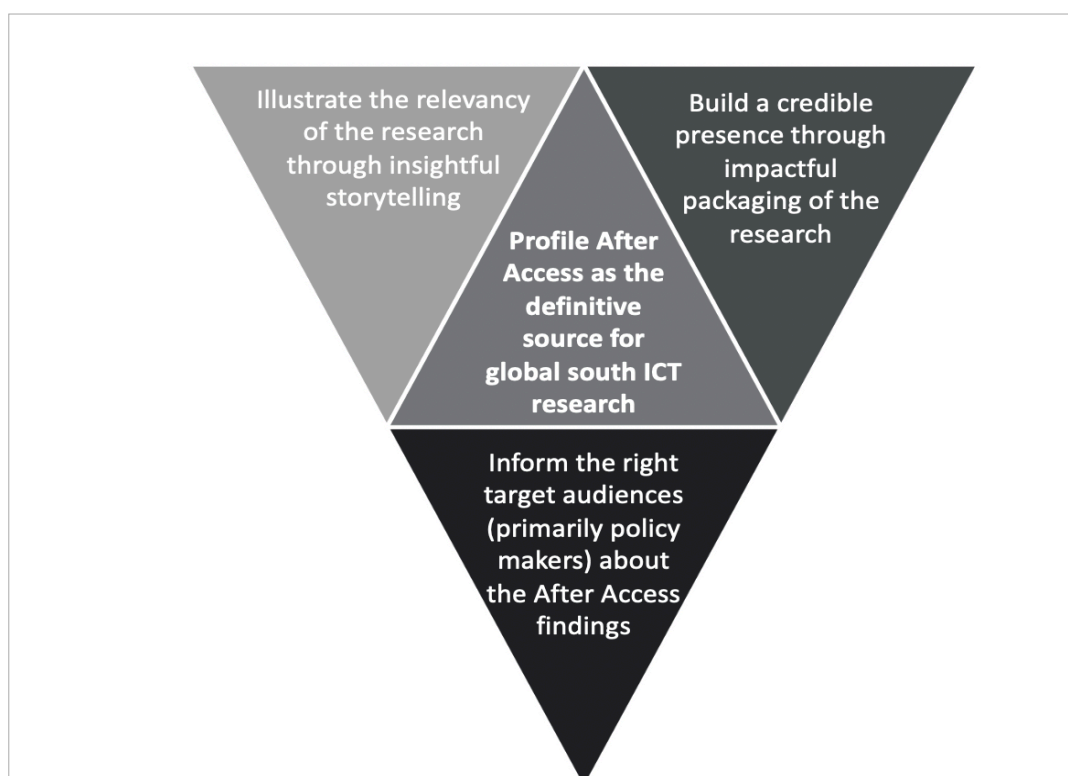 Illustrate the relevancy
of the research
through insightful
storytelling
Build a credible
presence through
impactful
packaging of the
research
Profile After
Access as the
definitive
source for
global south ICT
research
Inform the right
target audiences
(primarily policy
makers) about
the After Access
findings